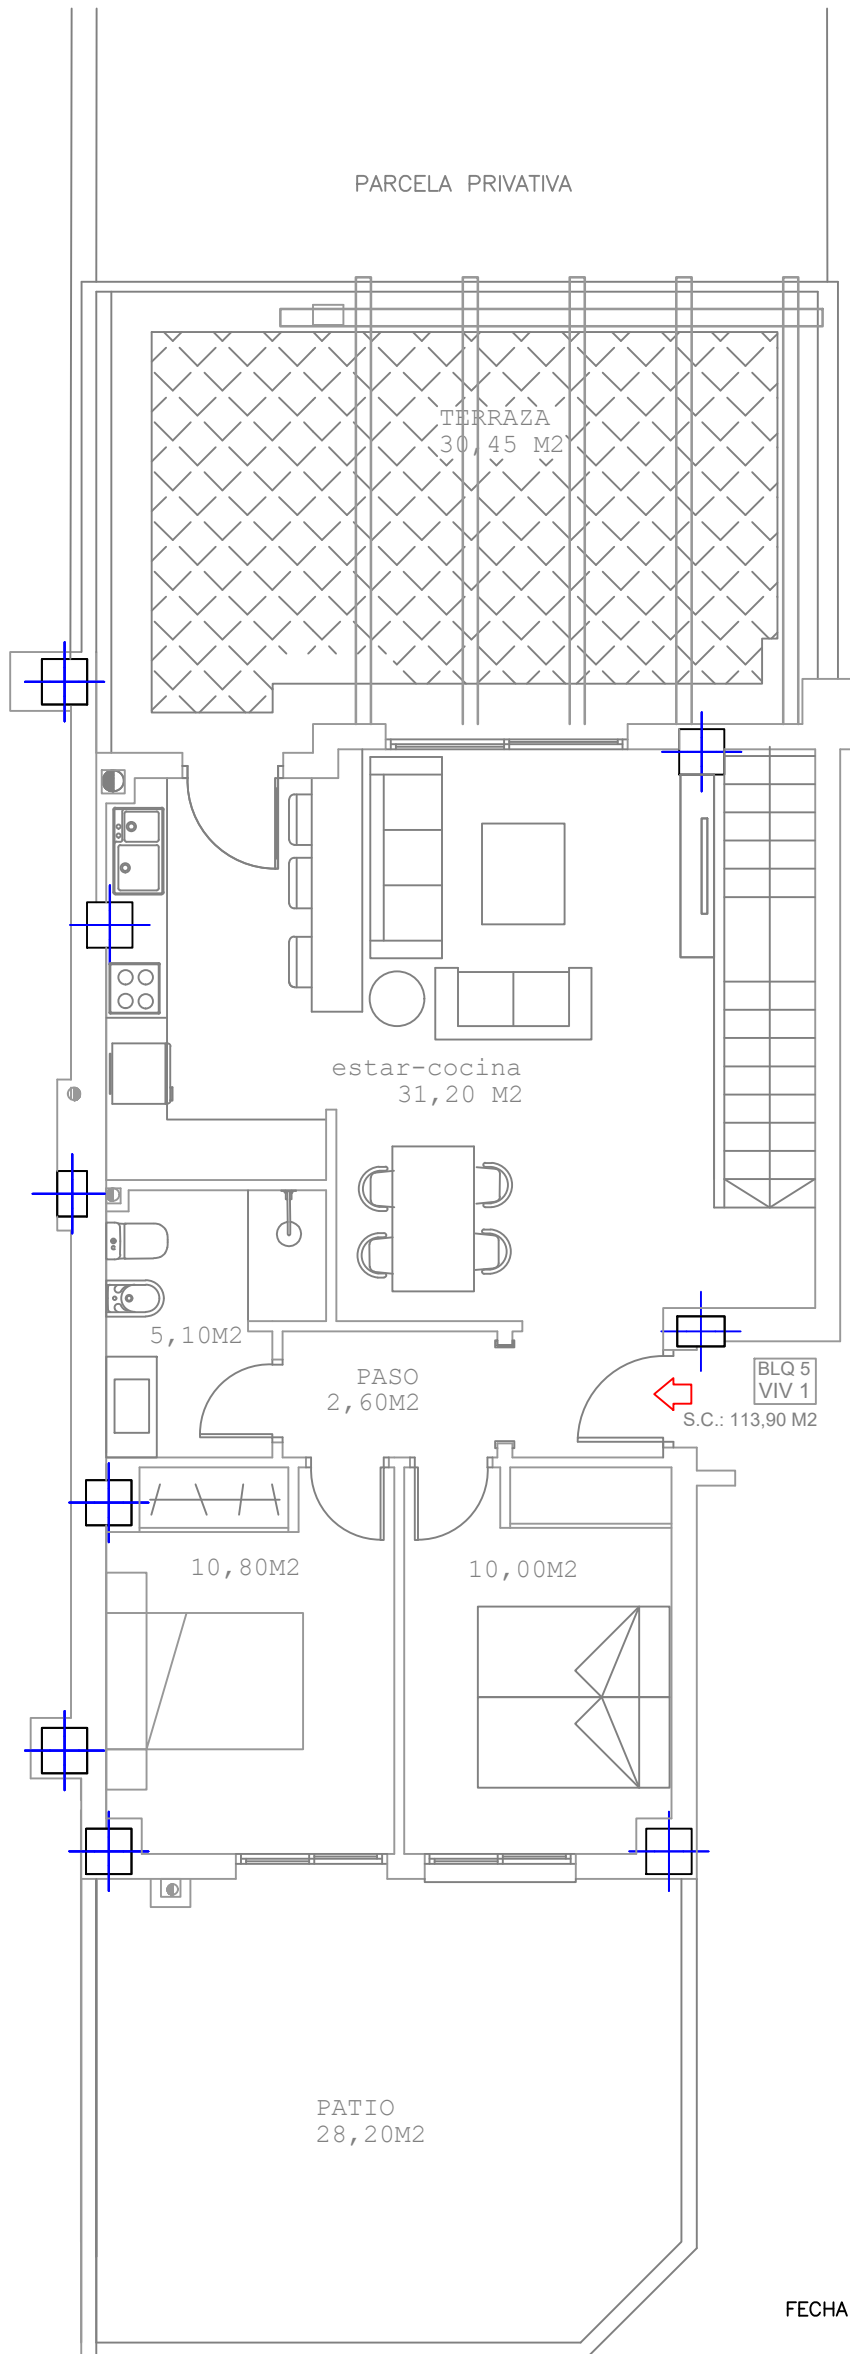 PARCELA PRIVATIVA
TERRAZA
30,45 M2
estar-cocina
31,20 M2
5,10M2
PASO
2,60M2
BLQ 5
VIV 1
S.C.: 113,90 M2
10,80M2
10,00M2
PATIO
28,20M2
FECHA